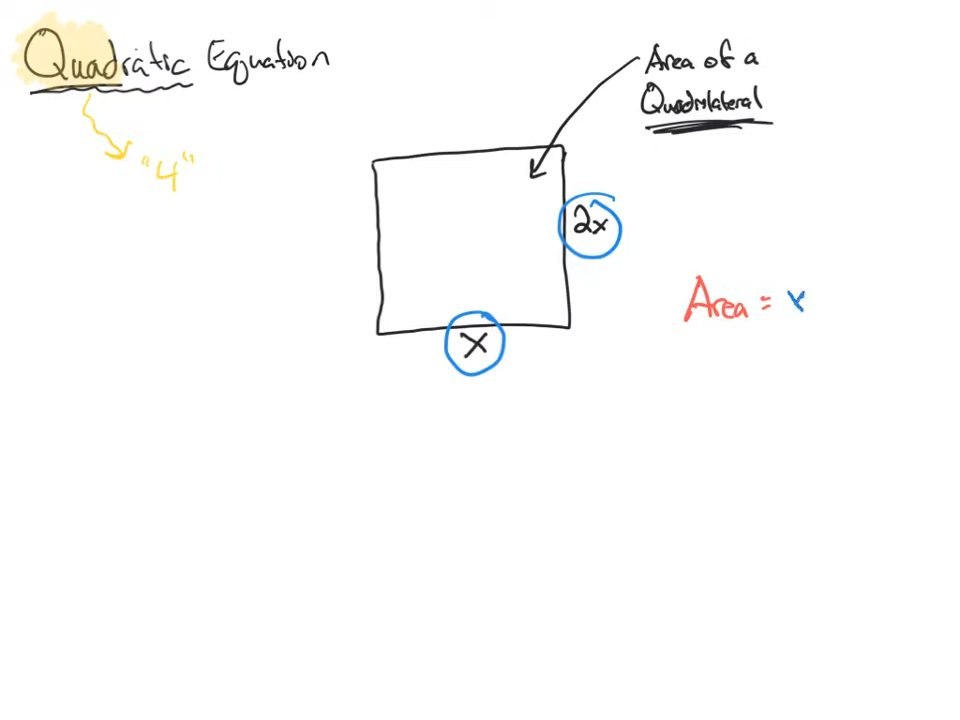 Quadratic Equation
"4"
Area of a
Quadrilateral
2x
x
Area = x